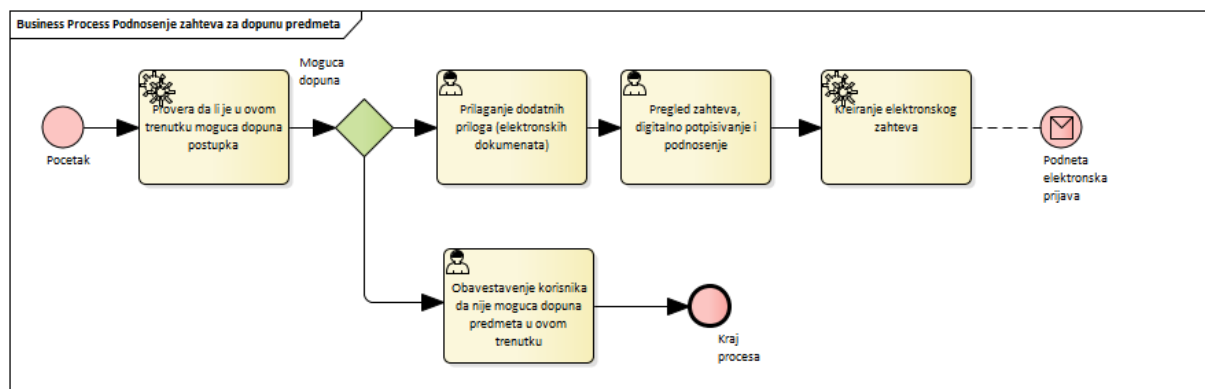 Business Process Podnosenje zahteva za dopunu predmeta
Pocetak
Provera da li je u ovom
trenutku moguca dopuna
postupka
Moguca
dopuna
Prilaganje dodatnih
priloga (elektronskih
dokumenata)
Pregled zahteva,
digitalno potpisivanje i
podnosenje
Kreiranje elektronskog
zahteva
Podneta
elektronska
prijava
Obavestavenje korisnika
da nije moguca dopuna
predmeta u ovom
trenutku
Kraj
procesa